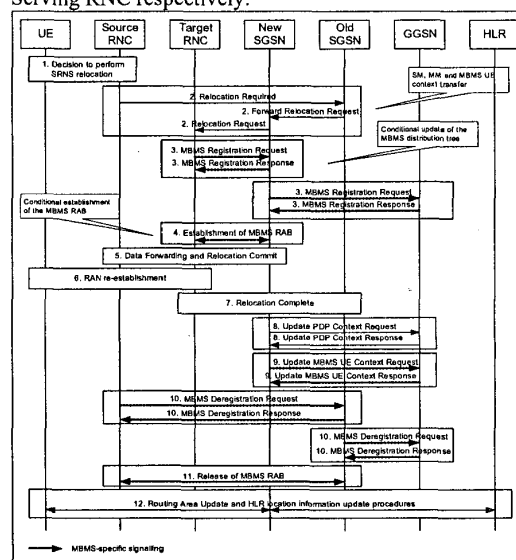 Serving RNC respectively.
UE
Source RNC
Target RNC
New SGSN
Old SGSN
GGSN
HLR
1. Decision to perform
SRNS relocation
SM, MM and MBMS UE
context transfer
2. Relocation Required
2. Forward Relocation Request
2. Relocation Request
Conditional update of the
MBMS distribution tree
3. MBMS Registration Request
3. MBMS Registration Response
3. MBMS Registration Request
3. MBMS Registration Response
Conditional establishment
of the MBMS RAB
4. Establishment of MBMS RAB
5. Data Forwarding and Relocation Commit
6. RAN re-establishment
7. Relocation Complete
8. Update PDP Context Request
8. Update PDP Context Response
9. Update MBMS UE Context Request
9. Update MBMS UE Context Response
10. MBMS Deregistration Request
10. MBMS Deregistration Response
10. MBMS Deregistration Request
10. MBMS Deregistration Response
11. Release of MBMS RAB
12. Routing Area Update and HLR location information update procedures
MBMS-specific signalling